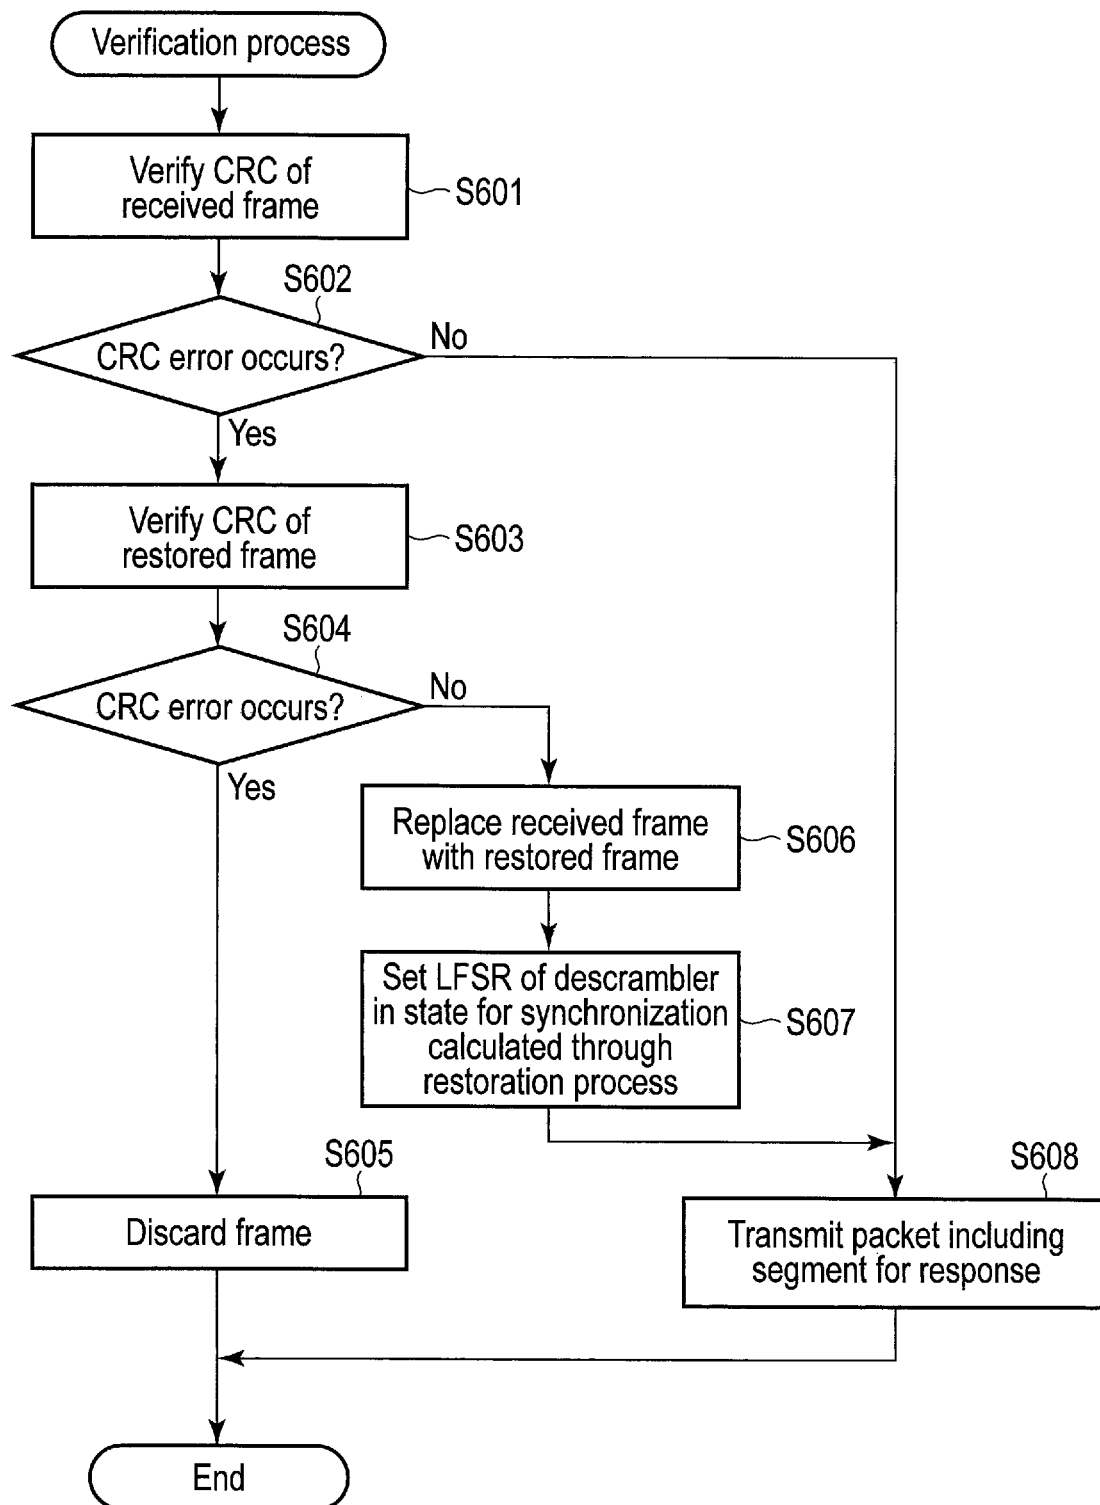 Verification process
Verify CRC of
received frame
S601
S602
CRC error occurs?
No
Yes
Verify CRC of
restored frame
S603
S604
CRC error occurs?
No
Yes
Replace received frame
with restored frame
S606
Set LFSR of descrambler
in state for synchronization
calculated through
restoration process
S607
S605
Discard frame
S608
Transmit packet including
segment for response
End